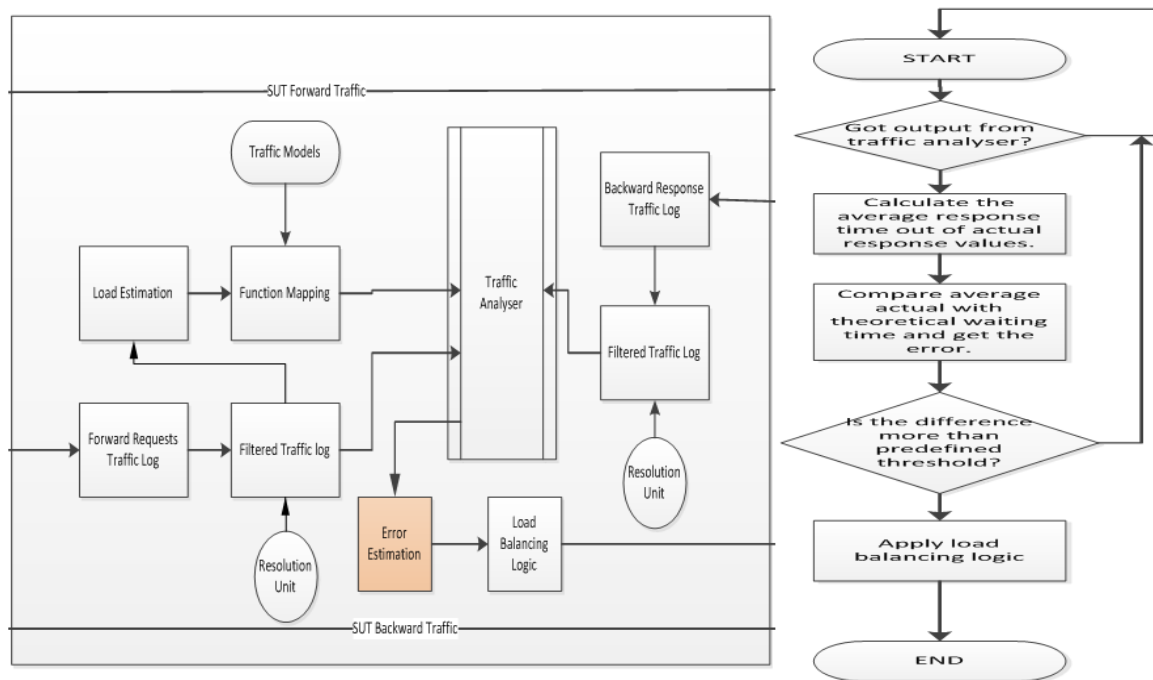 SUT Forward Traffic
Traffic Models
Load Estimation
Function Mapping
Traffic
Analyser
Backward Response
Traffic Log
Filtered Traffic Log
Forward Requests
Traffic Log
Filtered Traffic log
Resolution
Unit
Resolution
Unit
Error
Estimation
Load
Balancing
Logic
SUT Backward Traffic
START
Got output from
traffic analyser?
Calculate the
average response
time out of actual
response values.
Compare average
actual with
theoretical waiting
time and get the
error.
Is the difference
more than
predefined
threshold?
Apply load
balancing logic
END